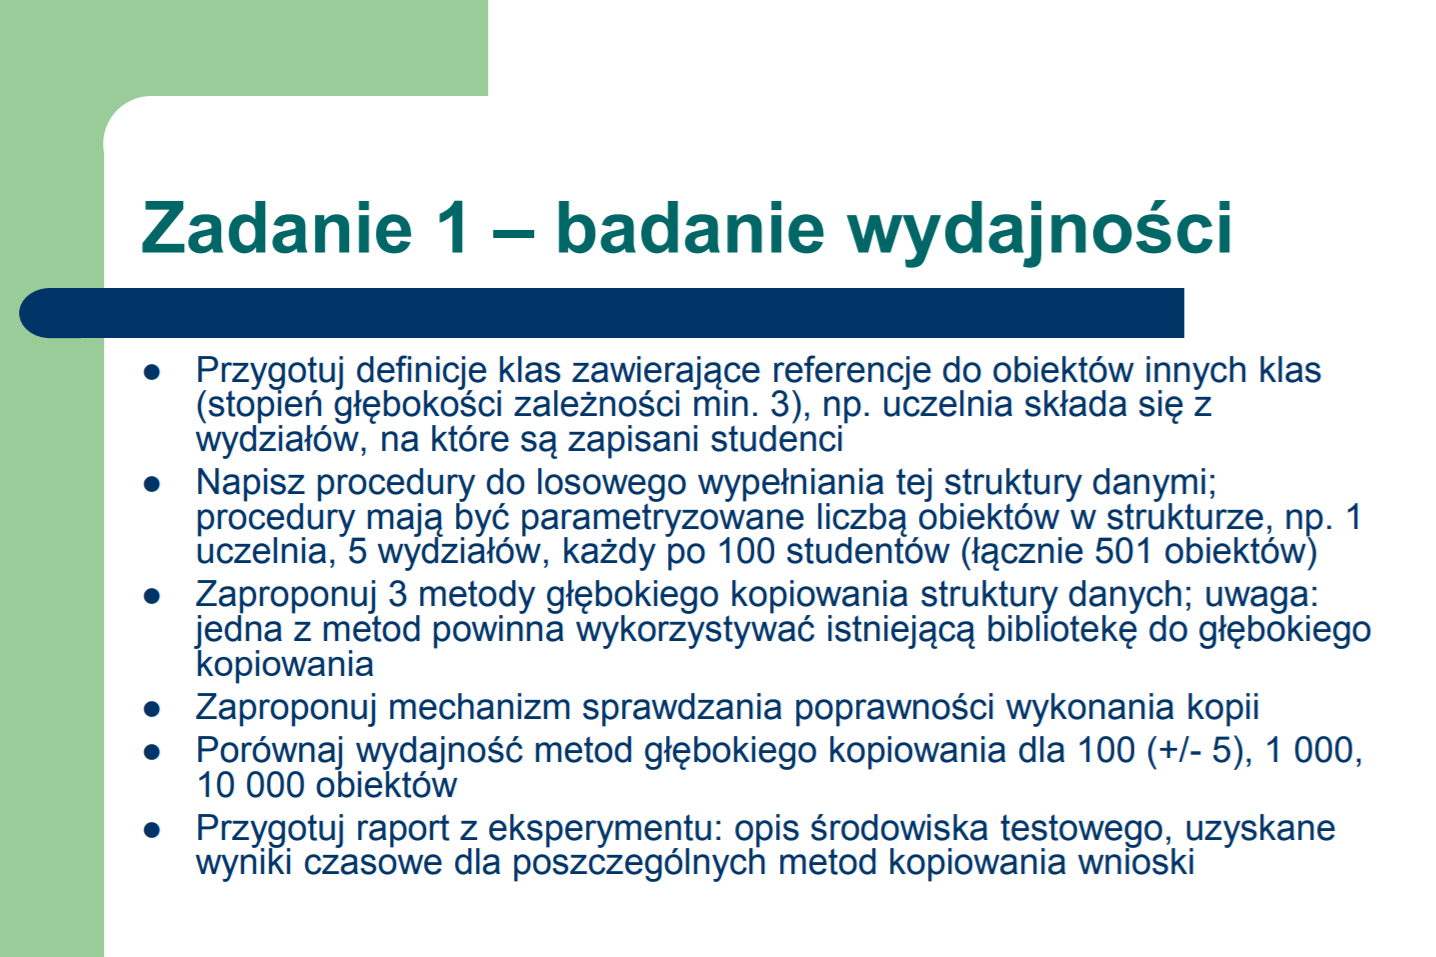 Zadanie 1 – badanie wydajności
● Przygotuj definicje klas zawierające referencje do obiektów innych klas
(stopień głębokości zależności min. 3), np. uczelnia składa się z
wydziałów, na które są zapisani studenci
● Napisz procedury do losowego wypełniania tej struktury danymi;
procedury mają być parametryzowane liczbą obiektów w strukturze, np. 1
uczelnia, 5 wydziałów, każdy po 100 studentów (łącznie 501 obiektów)
● Zaproponuj 3 metody głębokiego kopiowania struktury danych; uwaga:
jedna z metod powinna wykorzystywać istniejącą bibliotekę do głębokiego
kopiowania
● Zaproponuj mechanizm sprawdzania poprawności wykonania kopii
● Porównaj wydajność metod głębokiego kopiowania dla 100 (+/- 5), 1 000,
10 000 obiektów
● Przygotuj raport z eksperymentu: opis środowiska testowego, uzyskane
wyniki czasowe dla poszczególnych metod kopiowania wnioski